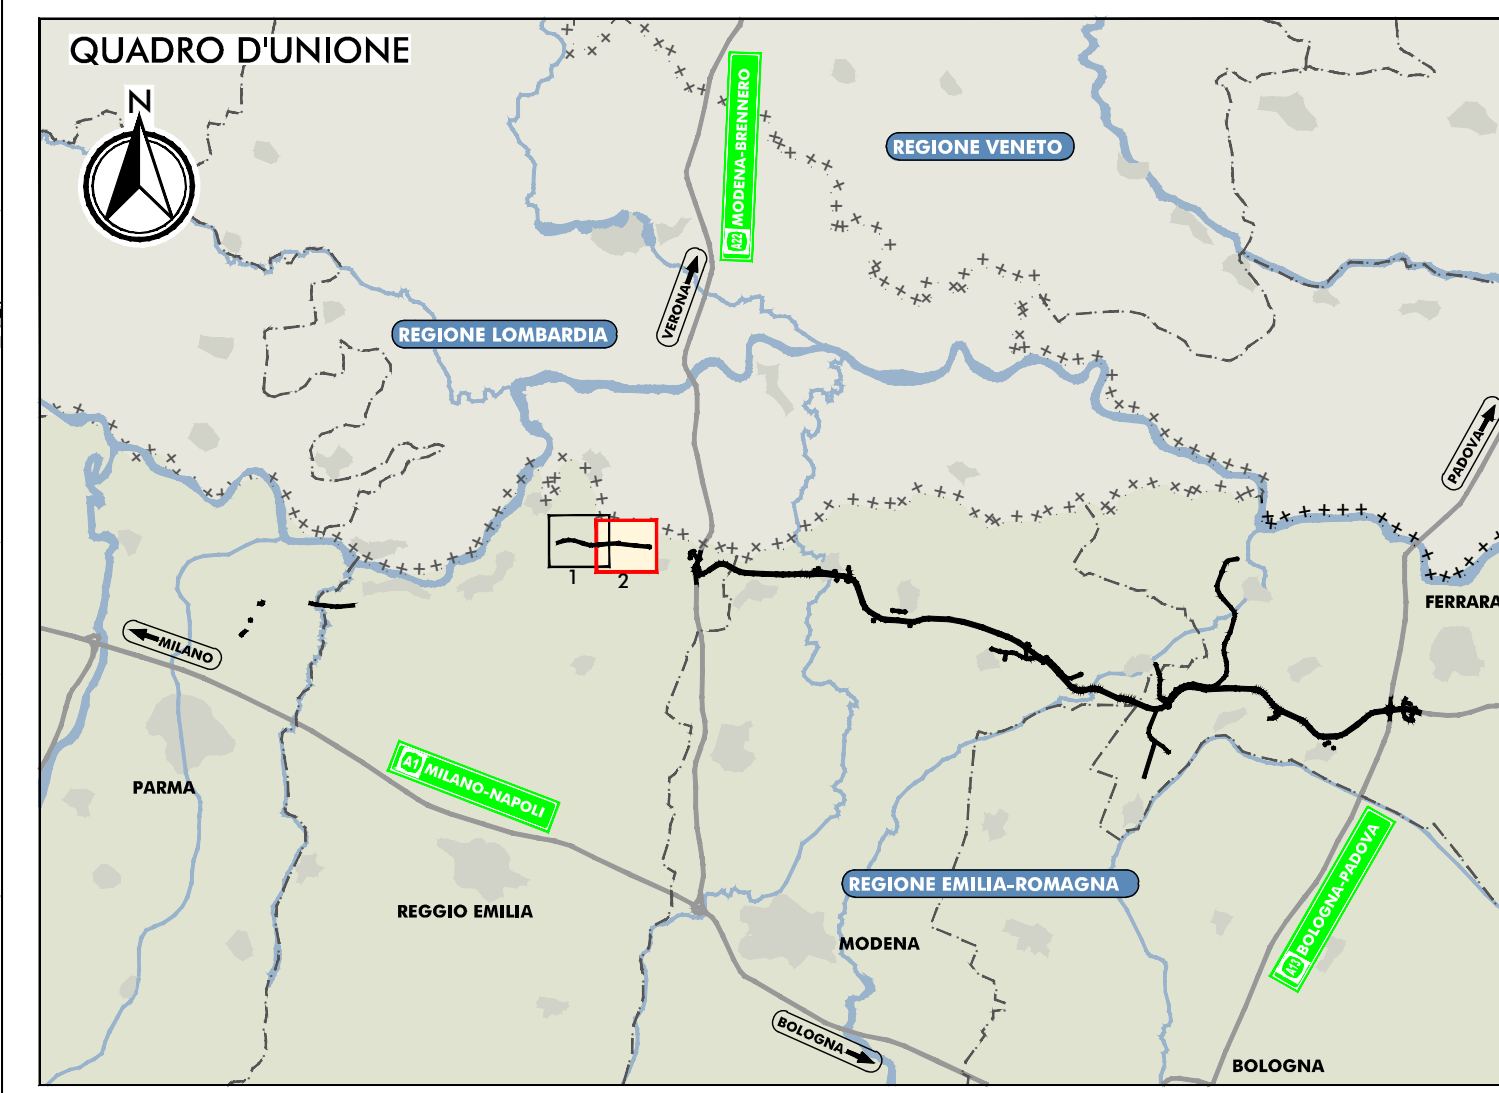 QUADRO D'UNIONE
N
A22 MODENA-BRENNERO
REGIONE VENETO
VERONA
REGIONE LOMBARDIA
PADOVA
1
2
FERRARA
MILANO
PARMA
A1 MILANO-NAPOLI
REGIONE EMILIA-ROMAGNA
A13 BOLOGNA-PADOVA
REGGIO EMILIA
MODENA
BOLOGNA
BOLOGNA